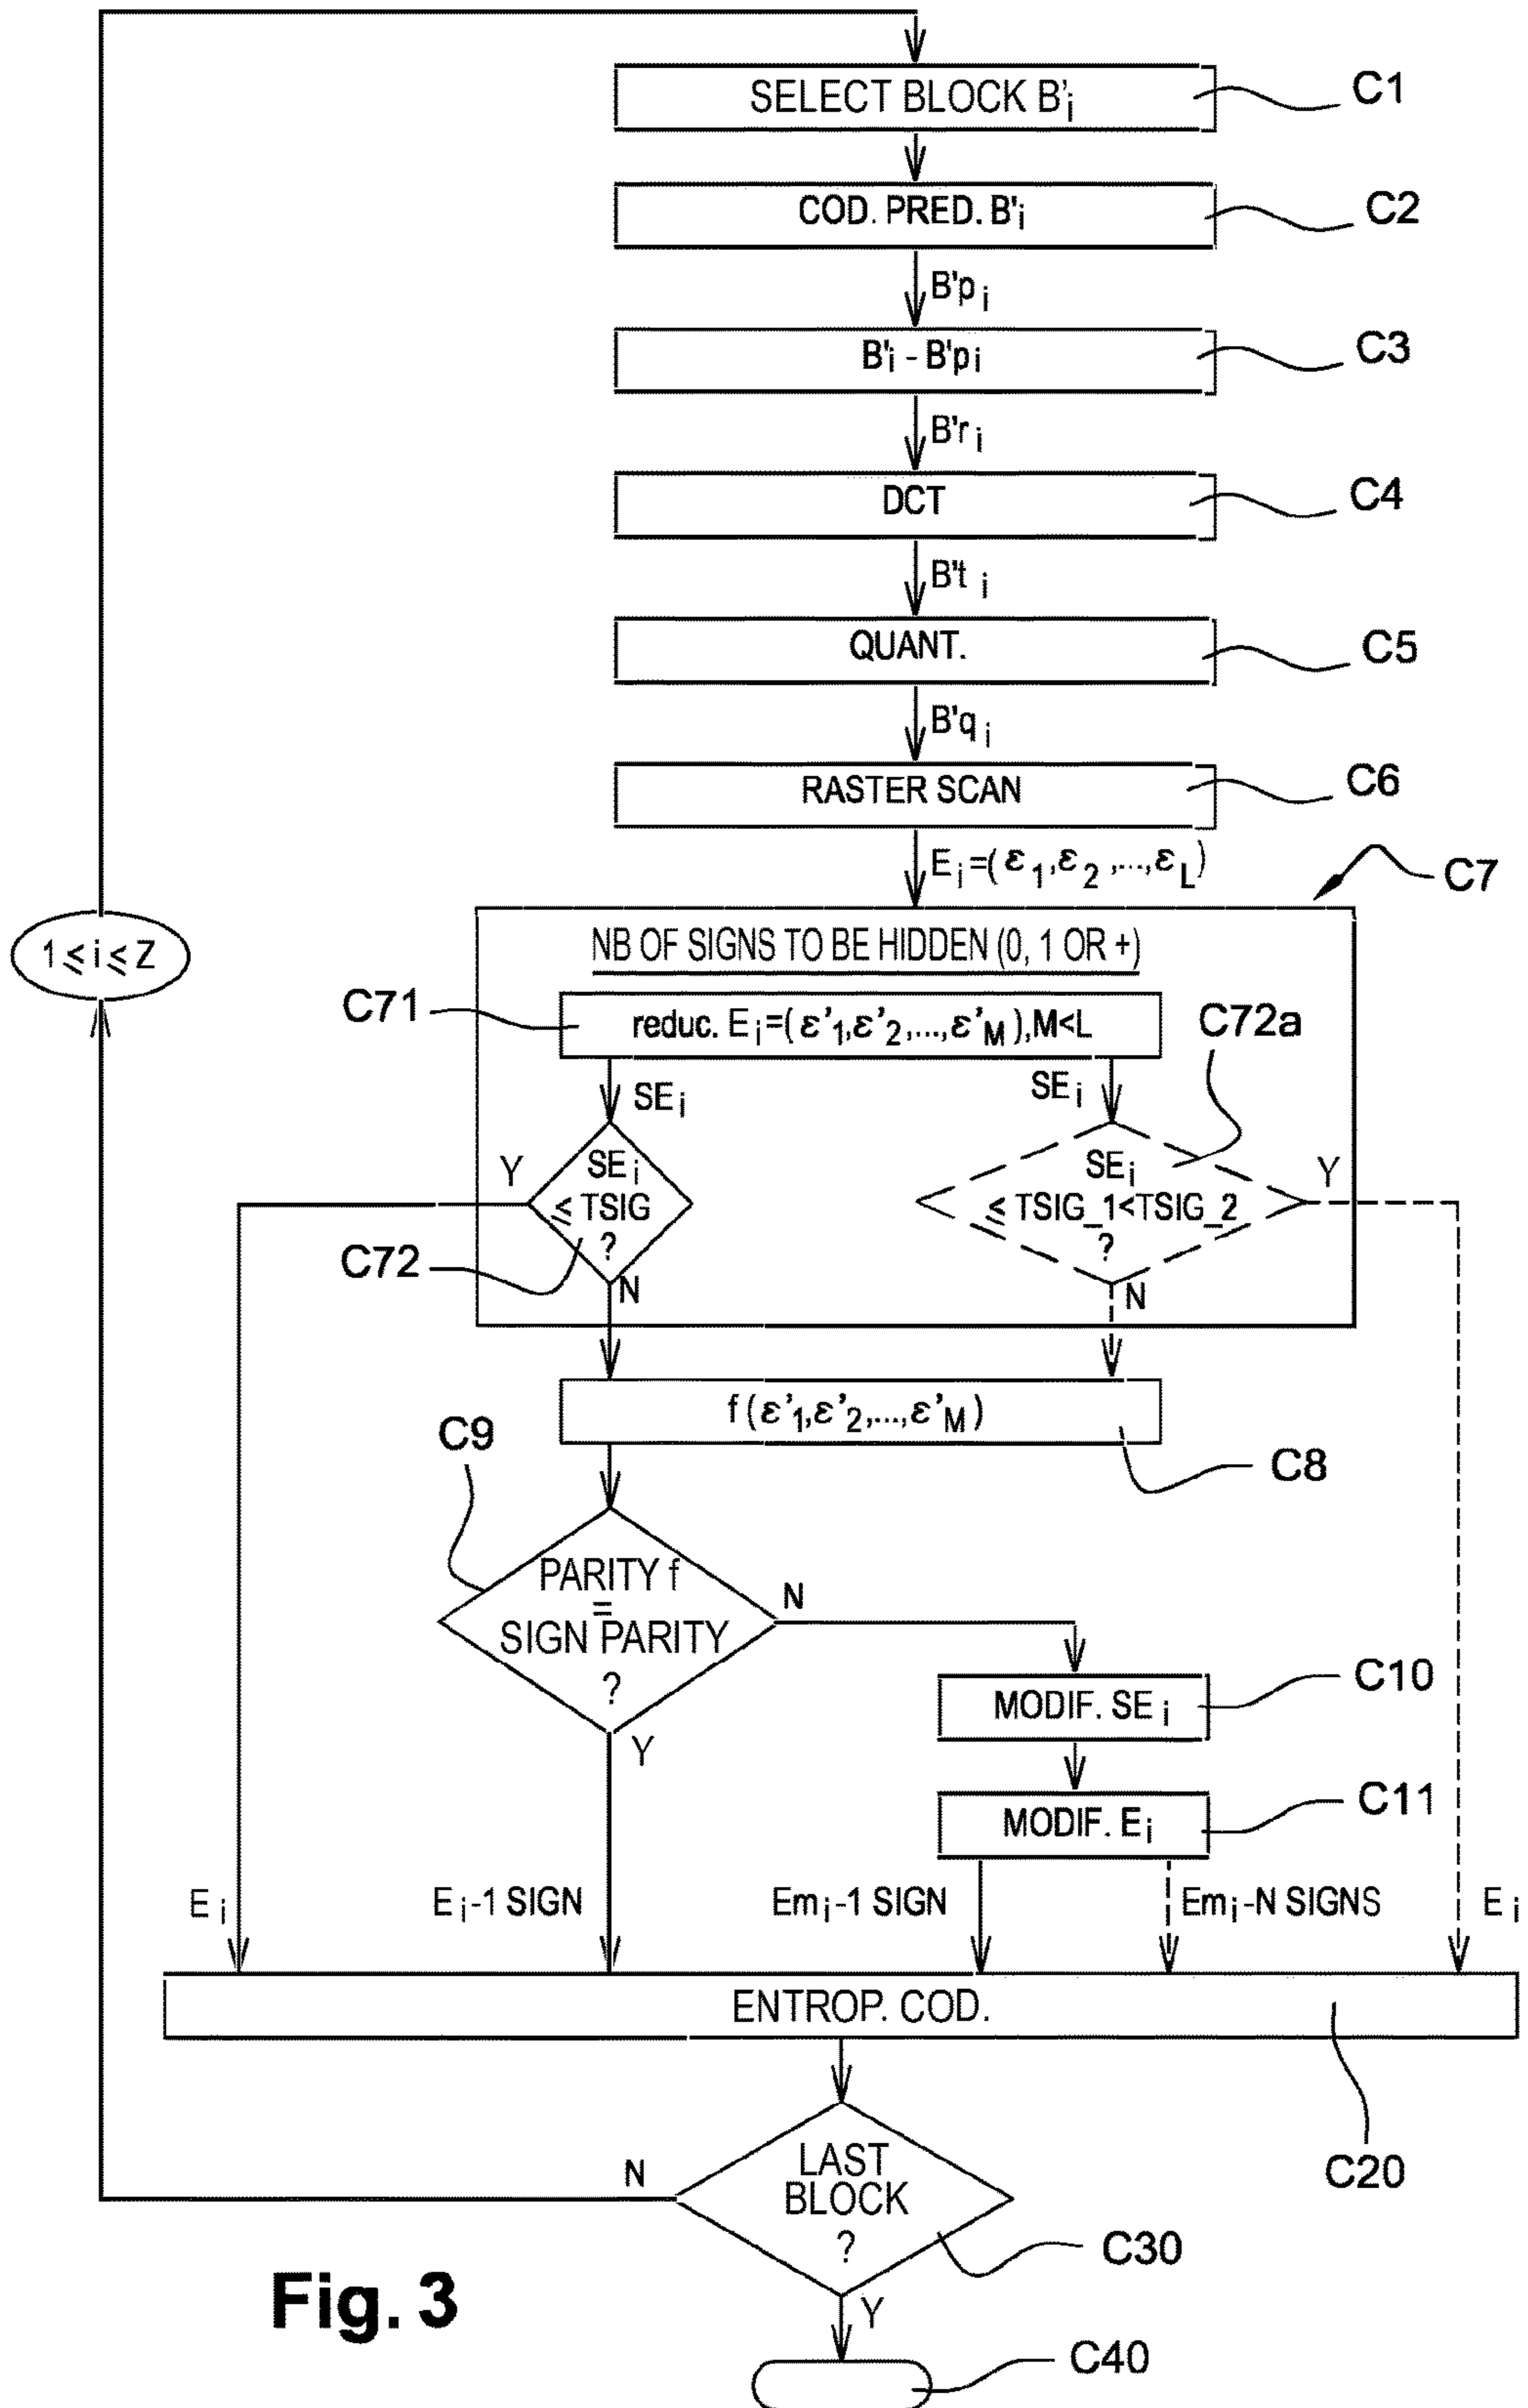 SELECT BLOCK B'i
C1
COD. PRED. B'i
C2
B'pi
B'i - B'pi
C3
B'ri
DCT
C4
B'ti
QUANT.
C5
B'qi
RASTER SCAN
C6
Ei=(ε1,ε2,...,εL)
C7
1≤i≤Z
NB OF SIGNS TO BE HIDDEN (0, 1 OR +)
C71
reduc. Ei=(ε'1,ε'2,...,ε'M),M<L
C72a
SEi
SEi
Y
SEi
≤ TSIG
?
C72
N
SEi
≤ TSIG_1<TSIG_2
?
Y
N
f(ε'1,ε'2,...,ε'M)
C8
C9
PARITY f
=
SIGN PARITY
?
N
Y
MODIF. SEi
C10
MODIF. Ei
C11
Ei
Ei-1 SIGN
Emi-1 SIGN
Emi-N SIGNS
Ei
ENTROP. COD.
C20
LAST
BLOCK
?
N
C30
Y
Fig. 3
C40